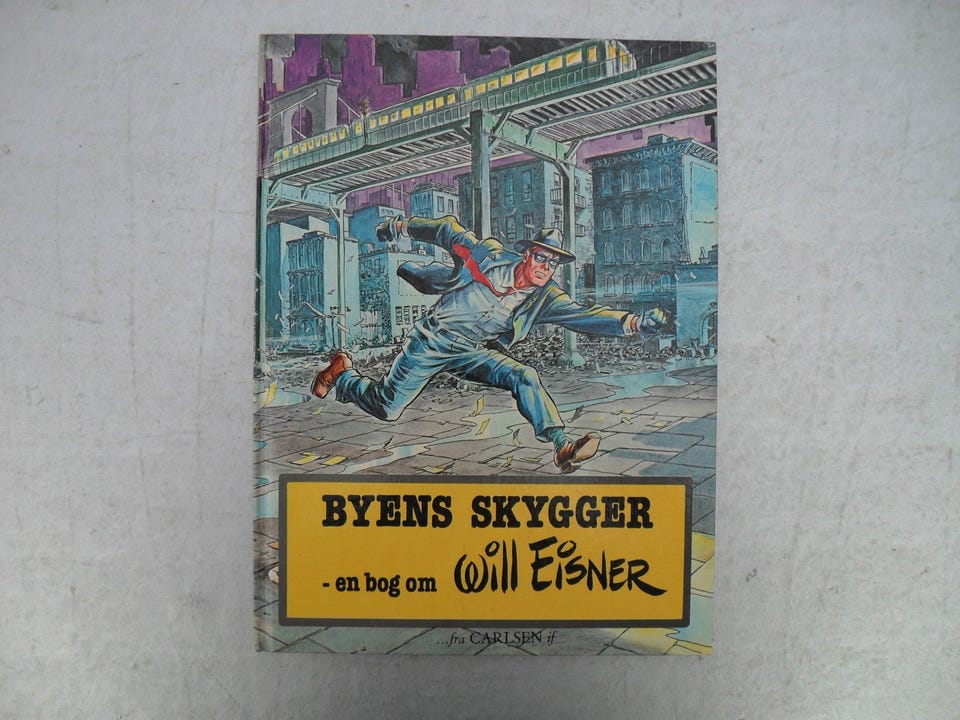 BYENS SKYGGER
- en bog om Will EisNER
...fra CARLSEN if